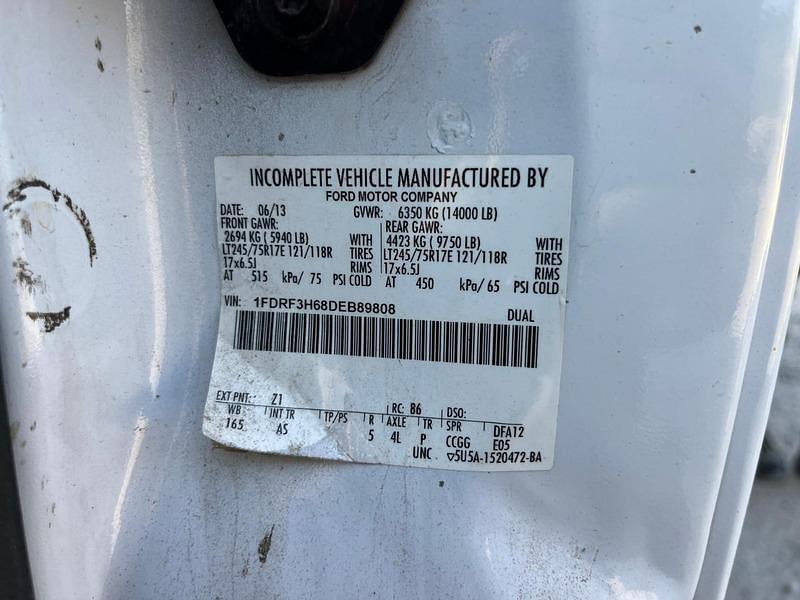 INCOMPLETE VEHICLE MANUFACTURED BY
FORD MOTOR COMPANY
DATE: 06/13 GVWR: 6350 KG (14000 LB)
FRONT GAWR: REAR GAWR:
2694 KG ( 5940 LB) WITH 4423 KG ( 9750 LB) WITH
LT245/75R17E 121/118R TIRES LT245/75R17E 121/118R TIRES
17x6.5J RIMS 17x6.5J RIMS
AT 515 kPa/ 75 PSI COLD AT 450 kPa/ 65 PSI COLD
VIN: 1FDRF3H68DEB89808 DUAL
EXT PNT: Z1 RC: 86 DSO:
WB INT TR TP/PS R AXLE TR SPR DFA12
165 AS 5 4L P CCGG E05
UNC ▽5U5A-1520472-BA